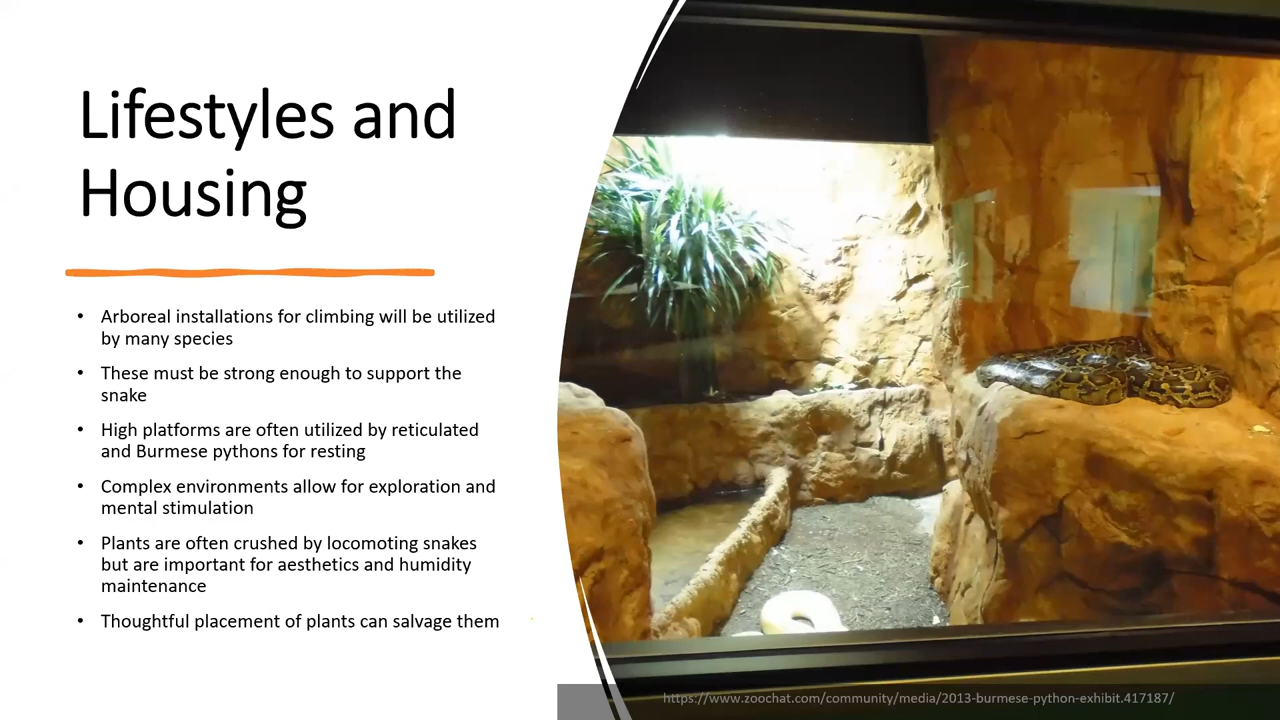 Lifestyles and
Housing
• Arboreal installations for climbing will be utilized
by many species
• These must be strong enough to support the
snake
• High platforms are often utilized by reticulated
and Burmese pythons for resting
• Complex environments allow for exploration and
mental stimulation
• Plants are often crushed by locomoting snakes
but are important for aesthetics and humidity
maintenance
• Thoughtful placement of plants can salvage them
https://www.zoochat.com/community/media/2013-burmese-python-exhibit.417187/